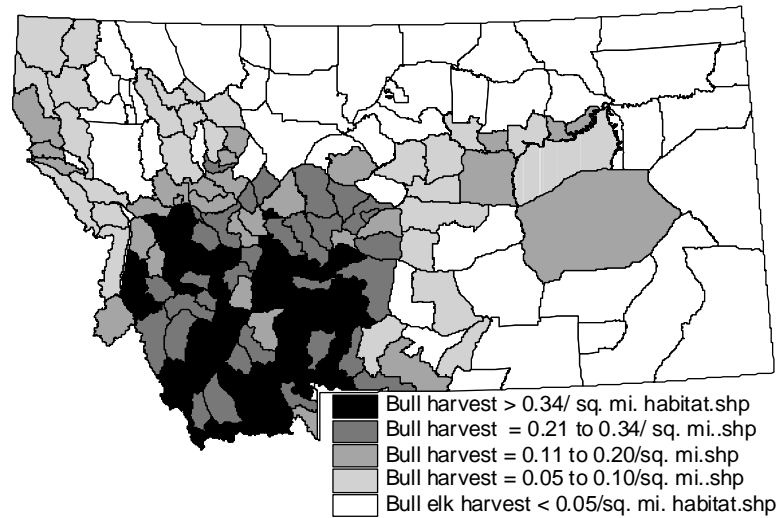 Bull harvest > 0.34/ sq. mi. habitat.shp
Bull harvest = 0.21 to 0.34/ sq. mi..shp
Bull harvest = 0.11 to 0.20/sq. mi.shp
Bull harvest = 0.05 to 0.10/sq. mi..shp
Bull elk harvest < 0.05/sq. mi. habitat.shp